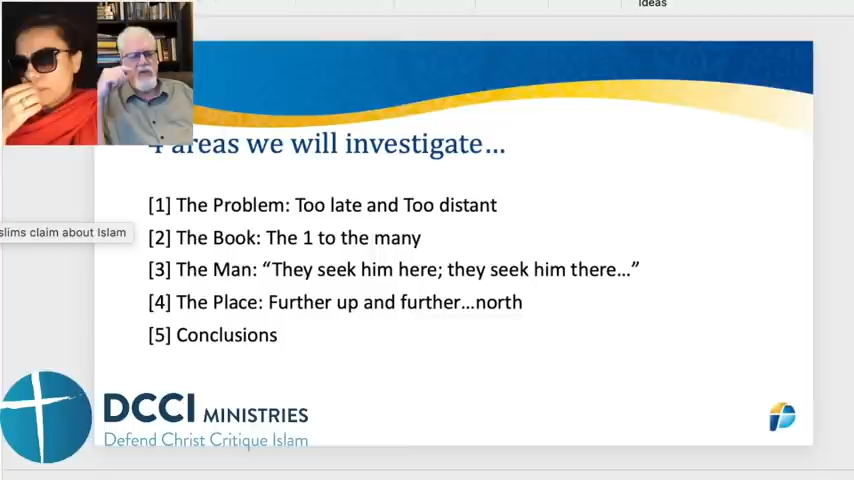 Ideas
4 areas we will investigate…
[1] The Problem: Too late and Too distant
slims claim about Islam
[2] The Book: The 1 to the many
[3] The Man: “They seek him here; they seek him there…”
[4] The Place: Further up and further…north
[5] Conclusions
DCCI MINISTRIES
Defend Christ Critique Islam